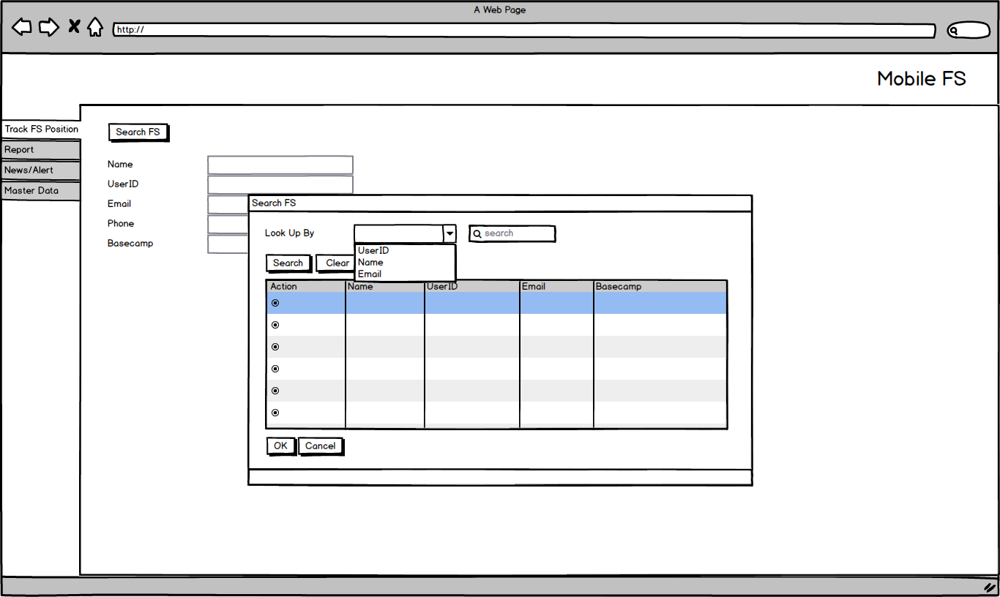 A Web Page
http://
Mobile FS
Track FS Position
Report
News/Alert
Master Data
Search FS
Name
UserID
Email
Phone
Basecamp
Search FS
Look Up By
search
UserID
Name
Email
Search Clear
Action Name UserID Email Basecamp
OK Cancel